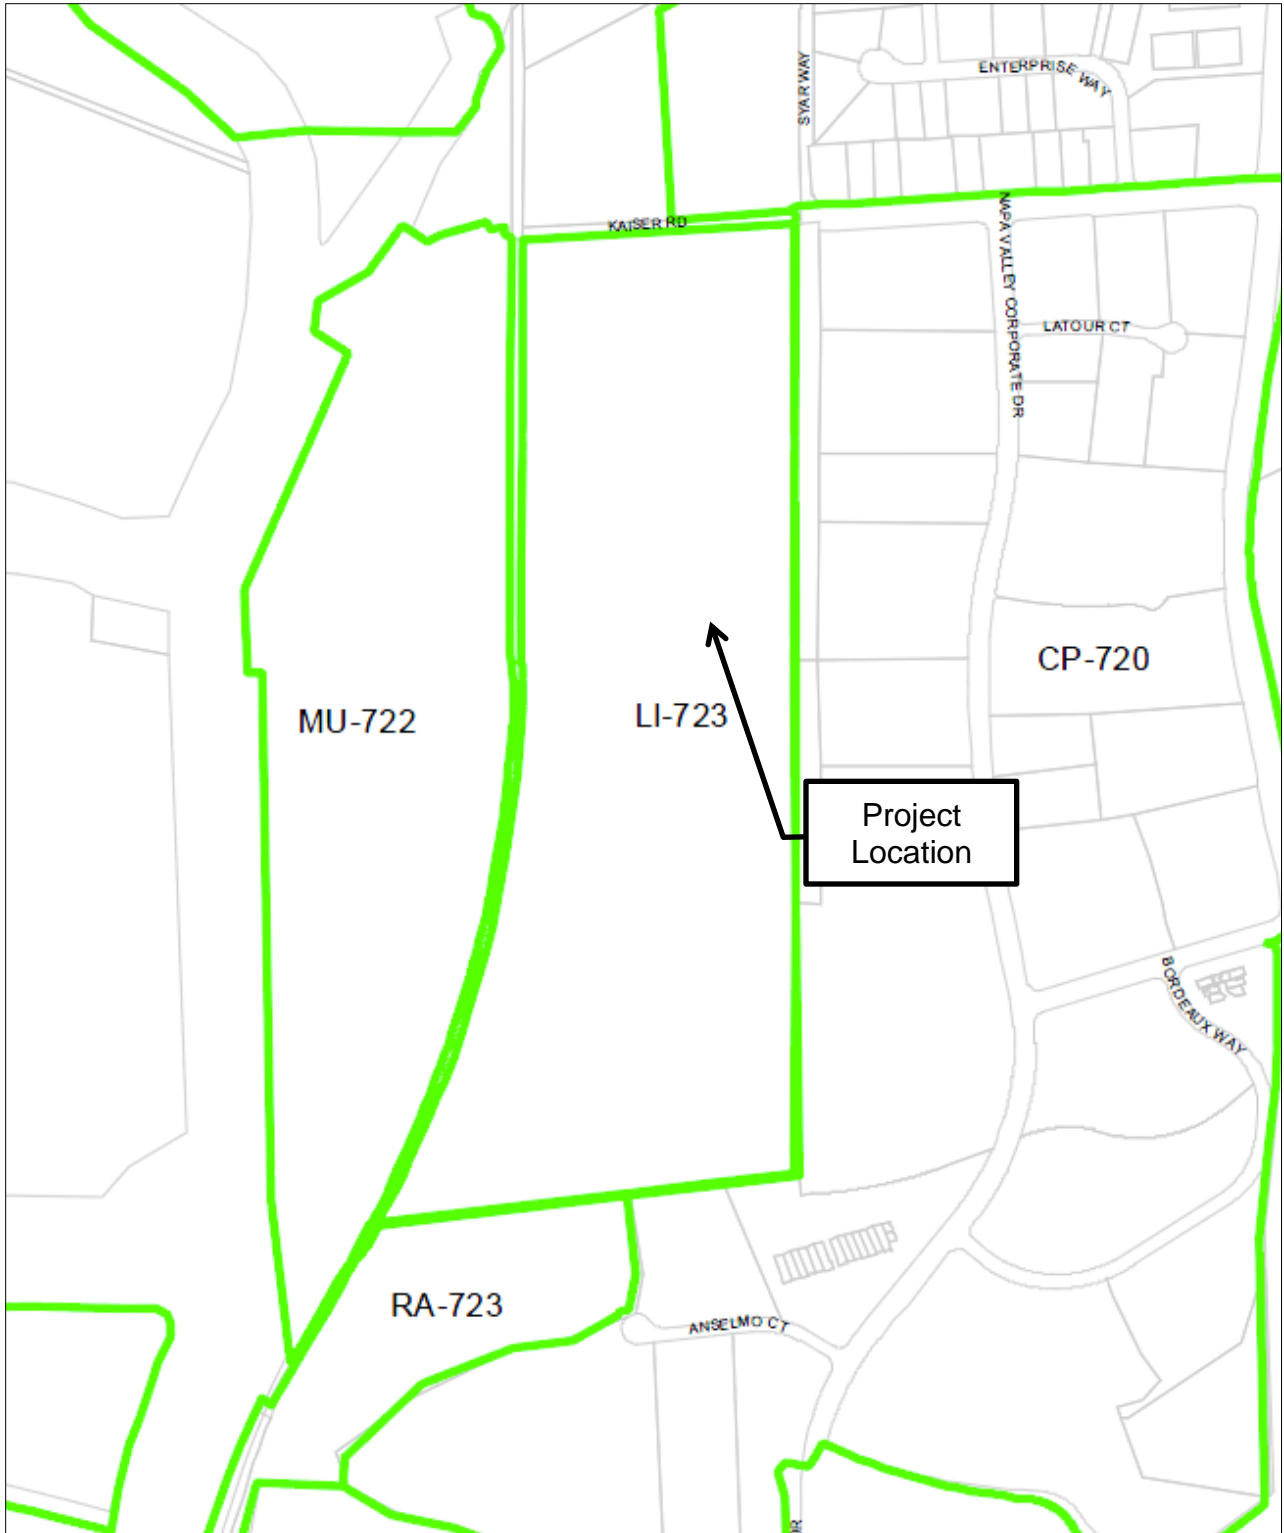 SYAR WAY
ENTERPRISE WAY
KAISER RD
NAPA VALLEY CORPORATE DR
LATOUR CT
CP-720
MU-722
LI-723
Project
Location
BORDEAUX WAY
RA-723
ANSELMO CT
DR